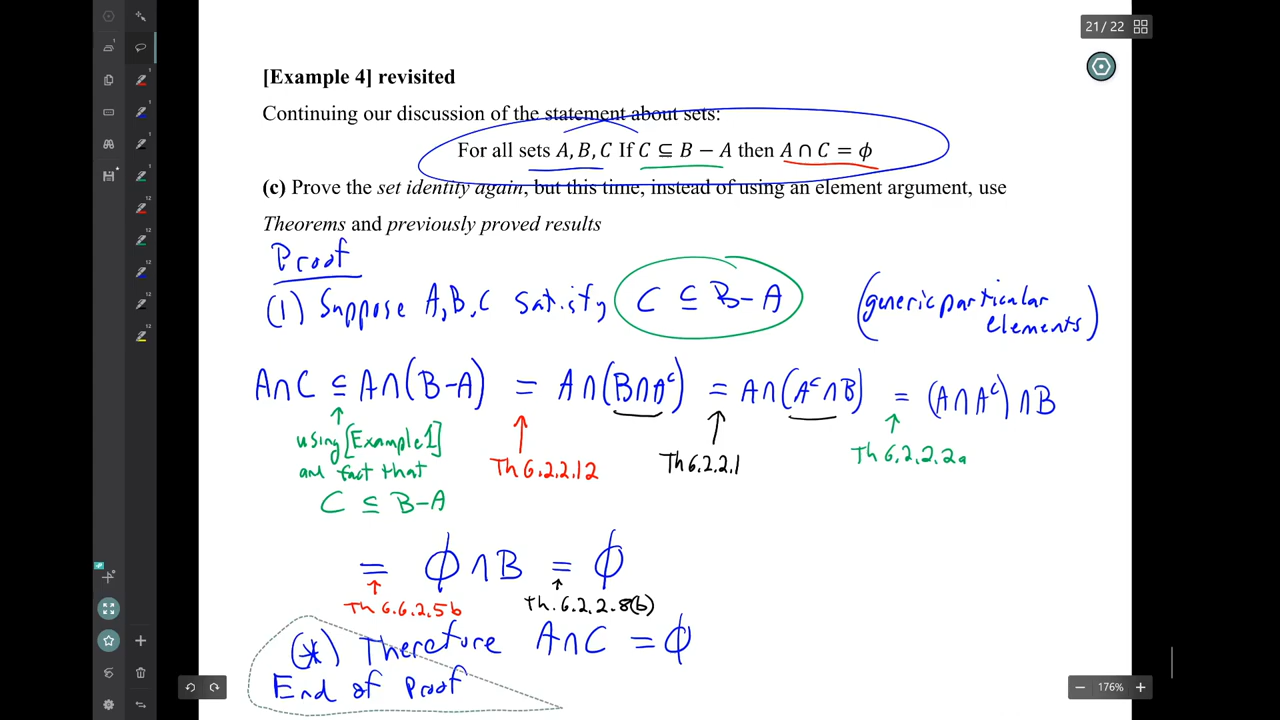 21 / 22
[Example 4] revisited
Continuing our discussion of the statement about sets:
For all sets A, B, C If C ⊆ B − A then A ∩ C = ϕ
(c) Prove the set identity again, but this time, instead of using an element argument, use
Theorems and previously proved results
Proof
(1) Suppose A,B,C satisfy C ⊆ B−A (generic particular
elements)
A∩C ⊆ A∩(B−A) = A∩(B∩Aᶜ) = A∩(Aᶜ∩B) = (A∩Aᶜ)∩B
using [Example 1] Th 6.2.2.12 Th 6.2.2.1 Th 6.2.2.2a
and fact that
C ⊆ B−A
= ϕ∩B = ϕ
Th 6.6.2.5b Th. 6.2.2.8(b)
(*) Therefore A∩C = ϕ
End of Proof
176%